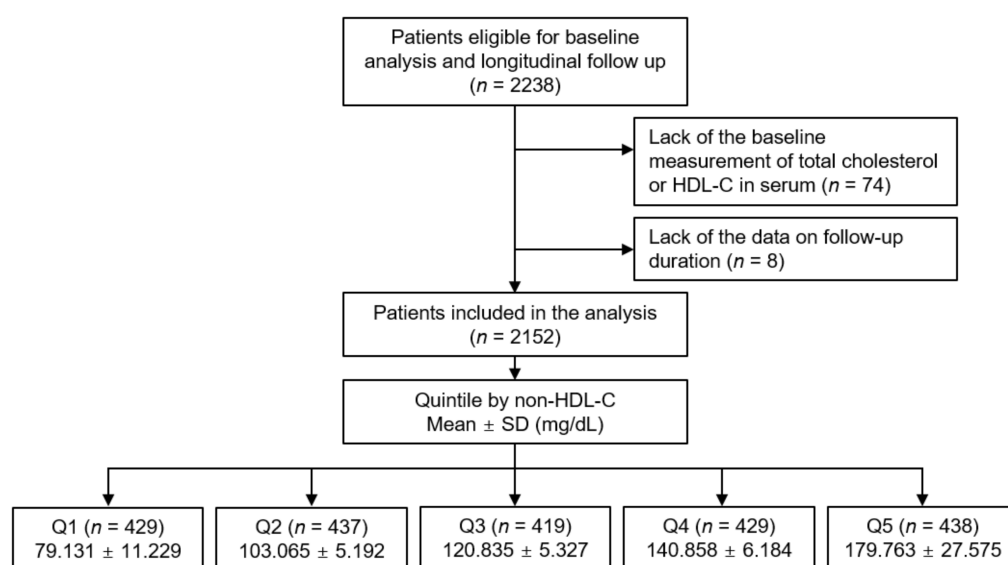 Patients eligible for baseline
analysis and longitudinal follow up
(n = 2238)
Lack of the baseline
measurement of total cholesterol
or HDL-C in serum (n = 74)
Lack of the data on follow-up
duration (n = 8)
Patients included in the analysis
(n = 2152)
Quintile by non-HDL-C
Mean ± SD (mg/dL)
Q1 (n = 429)
79.131 ± 11.229
Q2 (n = 437)
103.065 ± 5.192
Q3 (n = 419)
120.835 ± 5.327
Q4 (n = 429)
140.858 ± 6.184
Q5 (n = 438)
179.763 ± 27.575